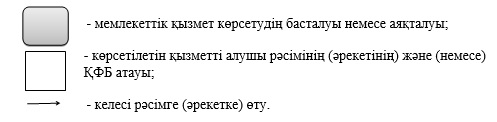 - мемлекеттік қызмет көрсетудің басталуы немесе аяқталуы;
- көрсетілетін қызметті алушы рәсімінің (әрекетінің) және (немесе)
ҚФБ атауы;
- келесі рәсімге (әрекетке) өту.